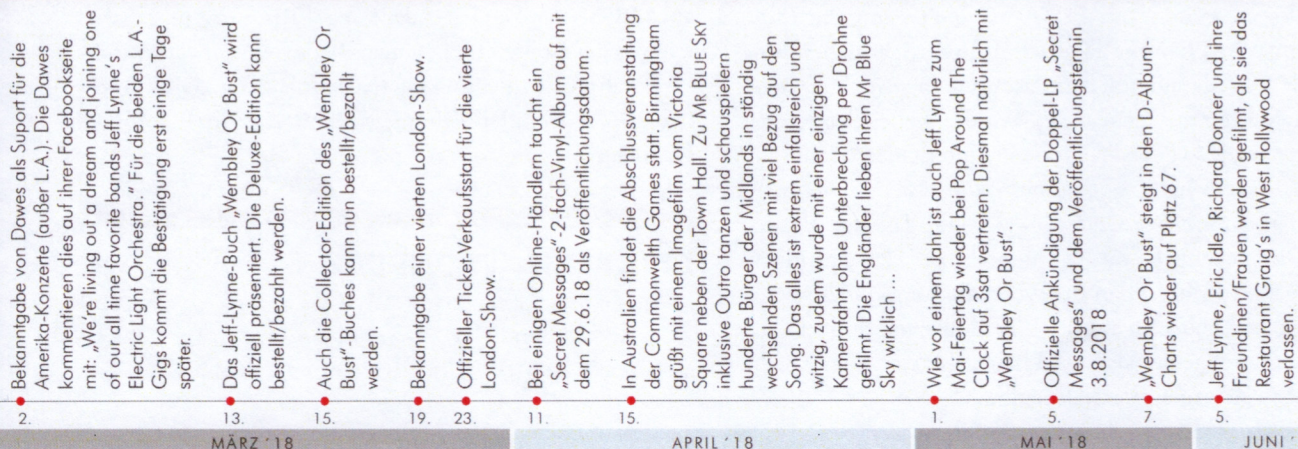 Bekanntgabe von Dawes als Suport für die
Amerika-Konzerte (außer L.A.). Die Dawes
kommentieren dies auf ihrer Facebookseite
mit: „We're living out a dream and joining one
of our all time favorite bands Jeff Lynne's
Electric Light Orchestra.“ Für die beiden L.A.-
Gigs kommt die Bestätigung erst einige Tage
später.
2.
Das Jeff-Lynne-Buch „Wembley Or Bust“ wird
offiziell präsentiert. Die Deluxe-Edition kann
bestellt/bezahlt werden.
13.
Auch die Collector-Edition des „Wembley Or
Bust“-Buches kann nun bestellt/bezahlt
werden.
15.
Bekanntgabe einer vierten London-Show.
19.
Offizieller Ticket-Verkaufsstart für die vierte
London-Show.
23.
MÄRZ '18
Bei einigen Online-Händlern taucht ein
„Secret Messages“-2-fach-Vinyl-Album auf mit
dem 29.6.18 als Veröffentlichungsdatum.
11.
In Australien findet die Abschlussveranstaltung
der Commonwelth Games statt. Birmingham
grüßt mit einem Imagefilm vom Victoria
Square neben der Town Hall. Zu MR BLUE SKY
inklusive Outro tanzen und schauspielern
hunderte Bürger der Midlands in ständig
wechselnden Szenen mit viel Bezug auf den
Song. Das alles ist extrem einfallsreich und
witzig, zudem wurde mit einer einzigen
Kamerafahrt ohne Unterbrechung per Drohne
gefilmt. Die Engländer lieben ihren Mr Blue
Sky wirklich ...
15.
APRIL '18
Wie vor einem Jahr ist auch Jeff Lynne zum
Mai-Feiertag wieder bei Pop Around The
Clock auf 3sat vertreten. Diesmal natürlich mit
„Wembley Or Bust“.
1.
Offizielle Ankündigung der Doppel-LP „Secret
Messages“ und dem Veröffentlichungstermin
3.8.2018
5.
„Wembley Or Bust“ steigt in den D-Album-
Charts wieder auf Platz 67.
7.
MAI '18
Jeff Lynne, Eric Idle, Richard Donner und ihre
Freundinen/Frauen werden gefilmt, als sie das
Restaurant Graig's in West Hollywood
verlassen.
5.
JUNI '